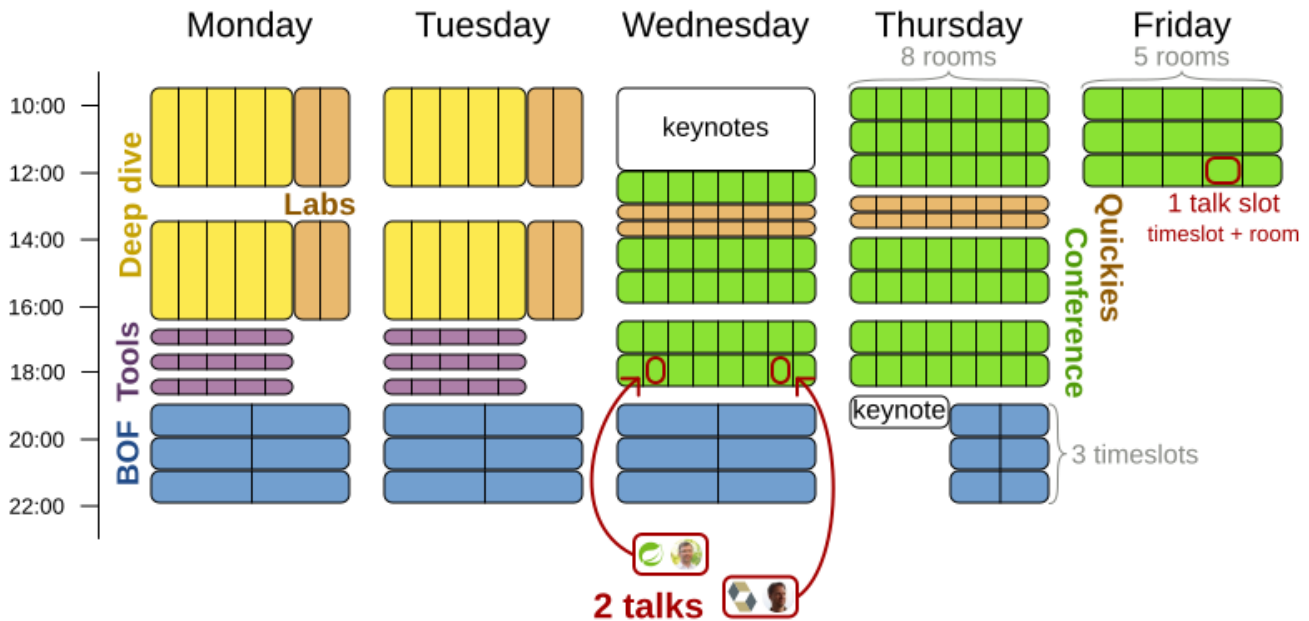 Monday
Tuesday
Wednesday
Thursday
Friday
8 rooms
5 rooms
10:00
12:00
14:00
16:00
18:00
20:00
22:00
Deep dive
Labs
Tools
BOF
keynotes
keynote
Quickies
Conference
1 talk slot
timeslot + room
3 timeslots
2 talks